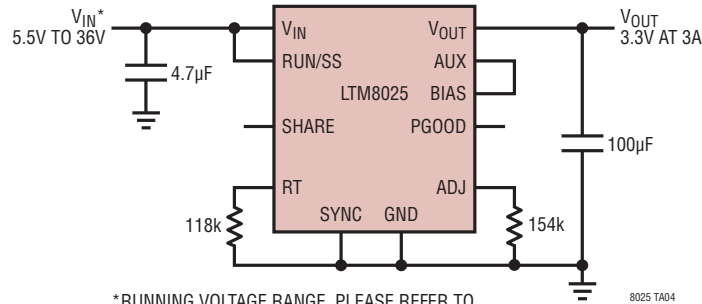 VIN*
5.5V TO 36V
4.7µF
VIN
RUN/SS
SHARE
RT
SYNC GND
LTM8025
VOUT
AUX
BIAS
PGOOD
ADJ
VOUT
3.3V AT 3A
100µF
118k
154k
*RUNNING VOLTAGE RANGE. PLEASE REFER TO
8025 TA04